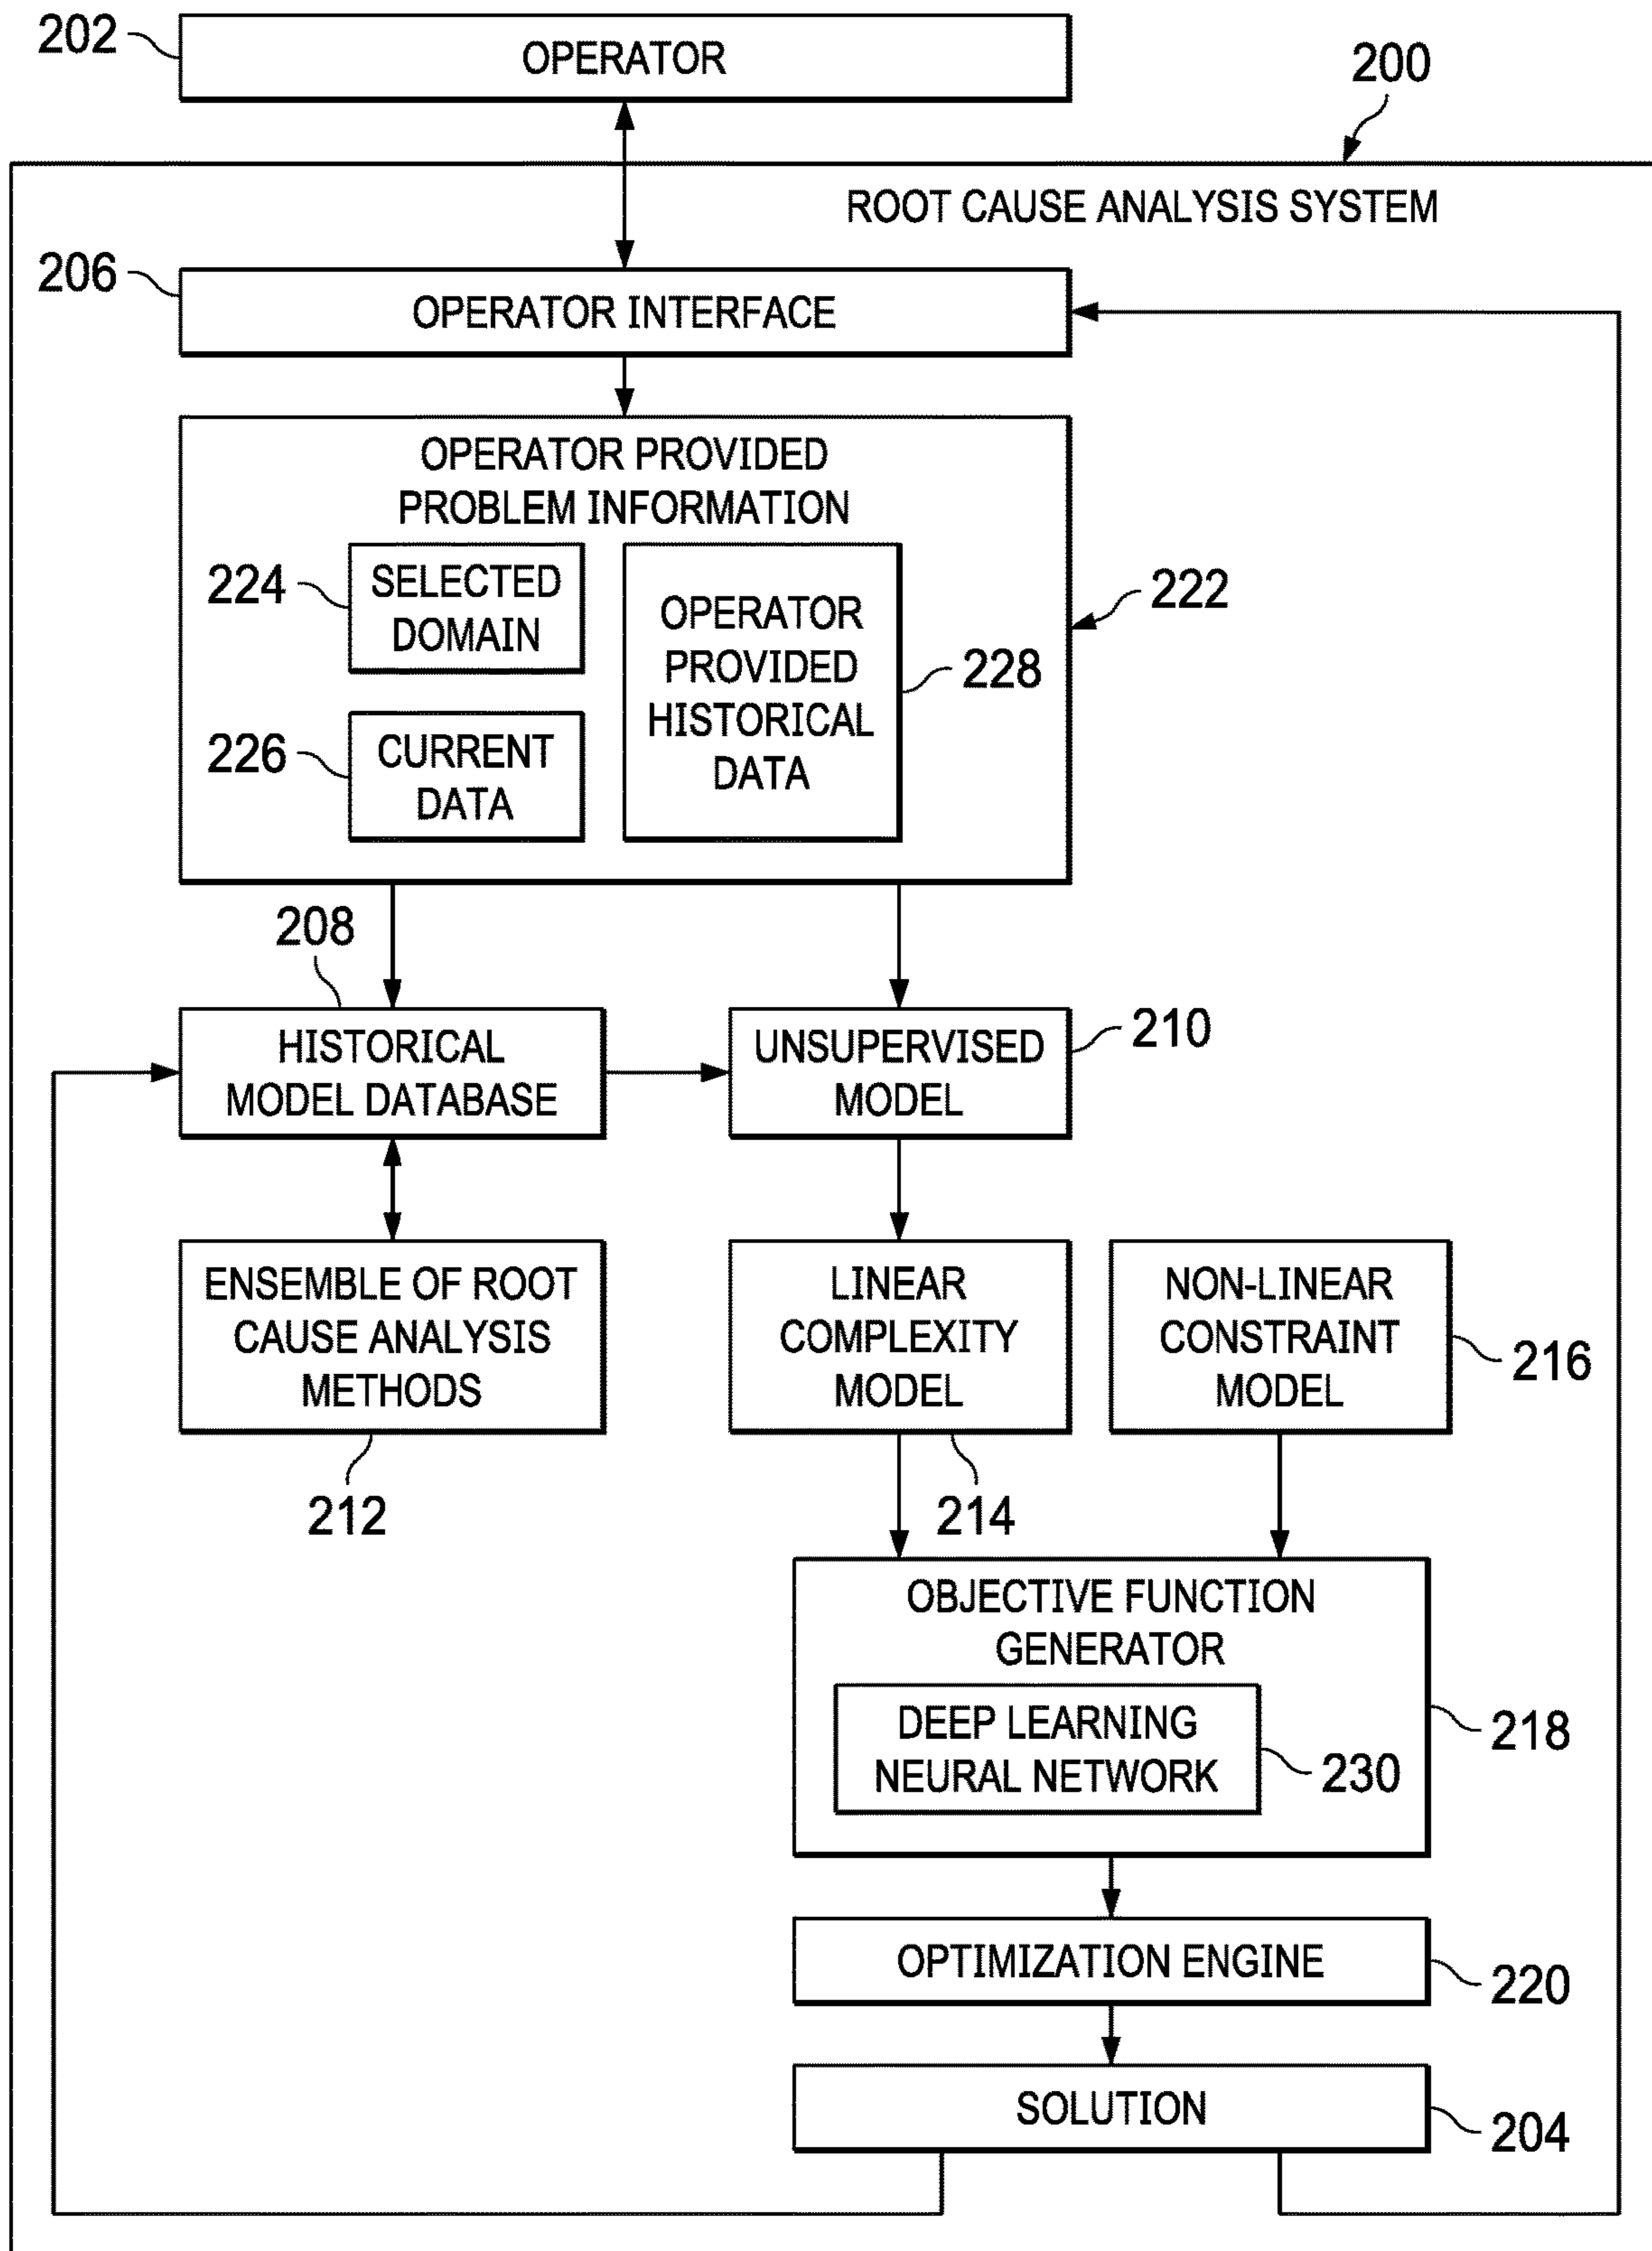 202
OPERATOR
200
ROOT CAUSE ANALYSIS SYSTEM
206
OPERATOR INTERFACE
OPERATOR PROVIDED
PROBLEM INFORMATION
224
SELECTED
DOMAIN
226
CURRENT
DATA
OPERATOR
PROVIDED
HISTORICAL
DATA
228
222
208
HISTORICAL
MODEL DATABASE
UNSUPERVISED
MODEL
210
ENSEMBLE OF ROOT
CAUSE ANALYSIS
METHODS
212
LINEAR
COMPLEXITY
MODEL
214
NON-LINEAR
CONSTRAINT
MODEL
216
OBJECTIVE FUNCTION
GENERATOR
218
DEEP LEARNING
NEURAL NETWORK
230
OPTIMIZATION ENGINE
220
SOLUTION
204